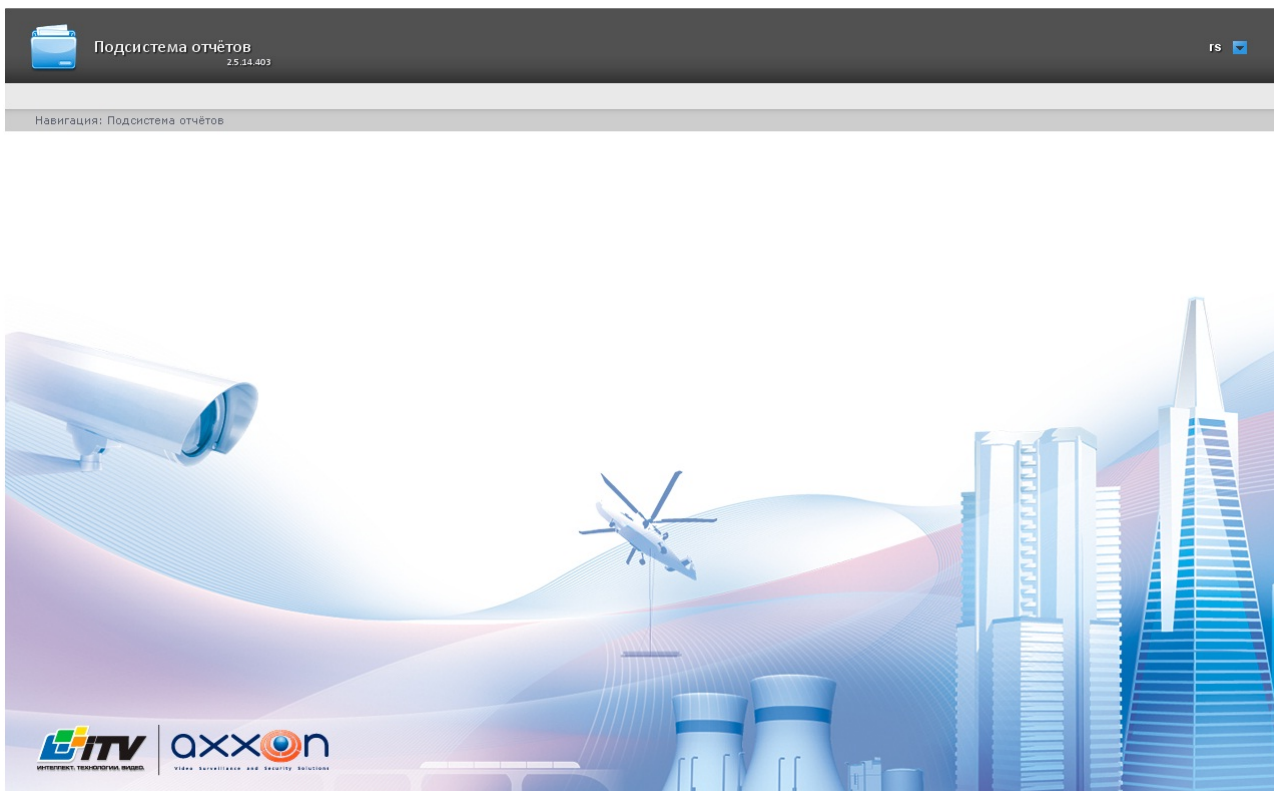 Подсистема отчётов
2.5.14.403
rs
Навигация: Подсистема отчётов
iTV
ИНТЕЛЛЕКТ. ТЕХНОЛОГИИ. ВИДЕО.
axxon
Video Surveillance and Security Solutions